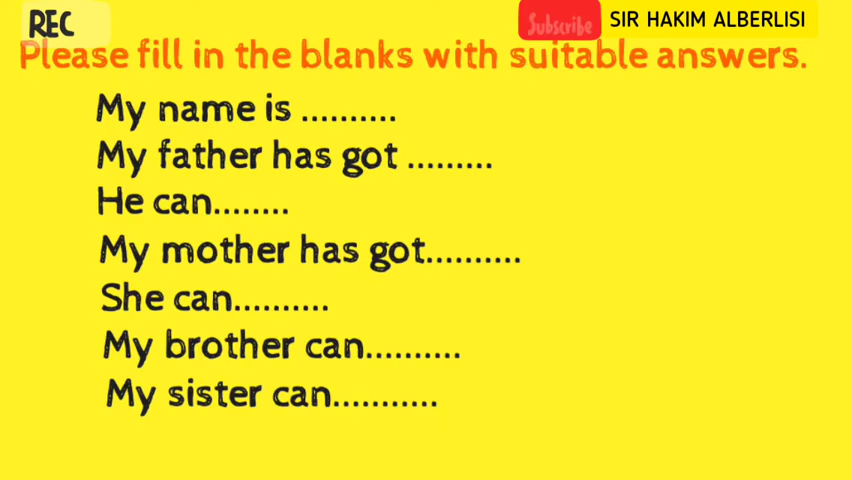 REC
Subscribe SIR HAKIM ALBERLISI
Please fill in the blanks with suitable answers.
My name is ..........
My father has got .........
He can........
My mother has got..........
She can..........
My brother can..........
My sister can...........